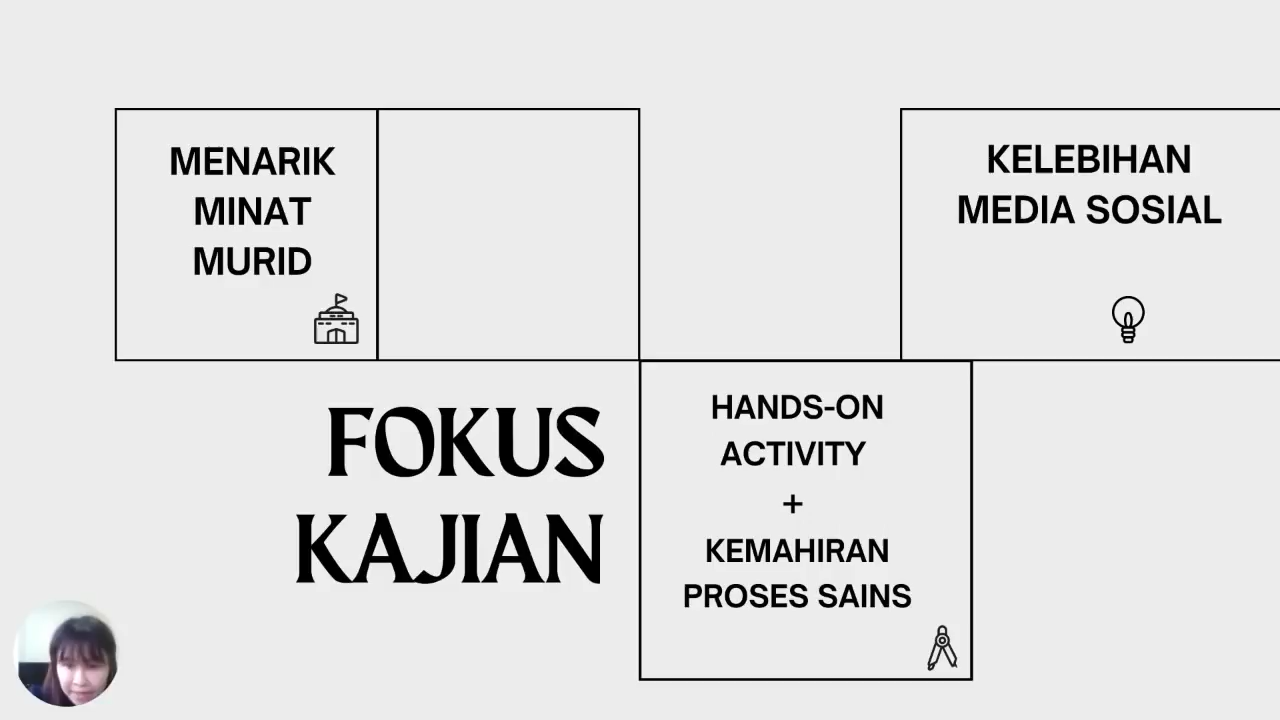 MENARIK
MINAT
MURID
KELEBIHAN
MEDIA SOSIAL
FOKUS
KAJIAN
HANDS-ON
ACTIVITY
+
KEMAHIRAN
PROSES SAINS